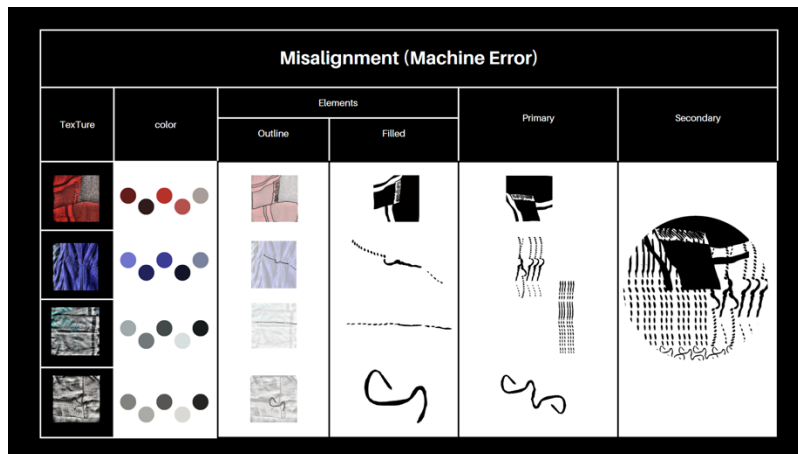 Misalignment (Machine Error)
TexTure
color
Elements
Outline
Filled
Primary
Secondary